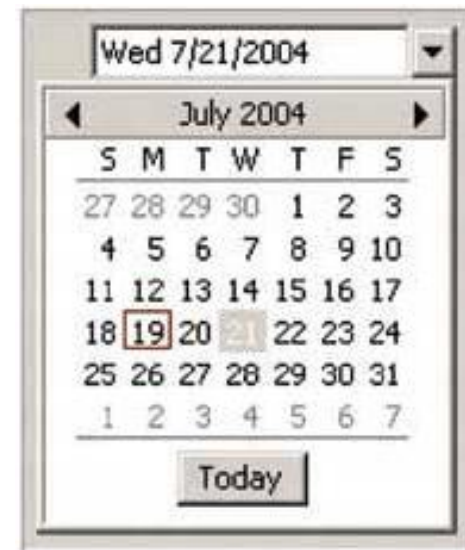 Wed 7/21/2004
July 2004
S M T W T F S
27 28 29 30 1 2 3
4 5 6 7 8 9 10
11 12 13 14 15 16 17
18 19 20 21 22 23 24
25 26 27 28 29 30 31
1 2 3 4 5 6 7
Today